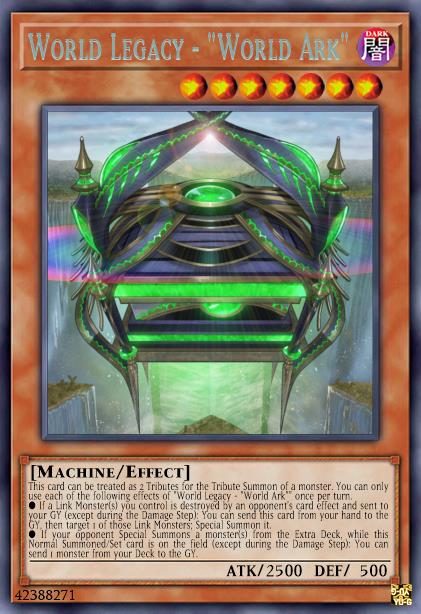 World Legacy - "World Ark"
DARK
闇
[Machine/Effect]
This card can be treated as 2 Tributes for the Tribute Summon of a monster. You can only
use each of the following effects of "World Legacy - "World Ark"" once per turn.
● If a Link Monster(s) you control is destroyed by an opponent's card effect and sent to
your GY (except during the Damage Step): You can send this card from your hand to the
GY, then target 1 of those Link Monsters; Special Summon it.
● If your opponent Special Summons a monster(s) from the Extra Deck, while this
Normal Summoned/Set card is on the field (except during the Damage Step): You can
send 1 monster from your Deck to the GY.
ATK/2500 DEF/ 500
42388271